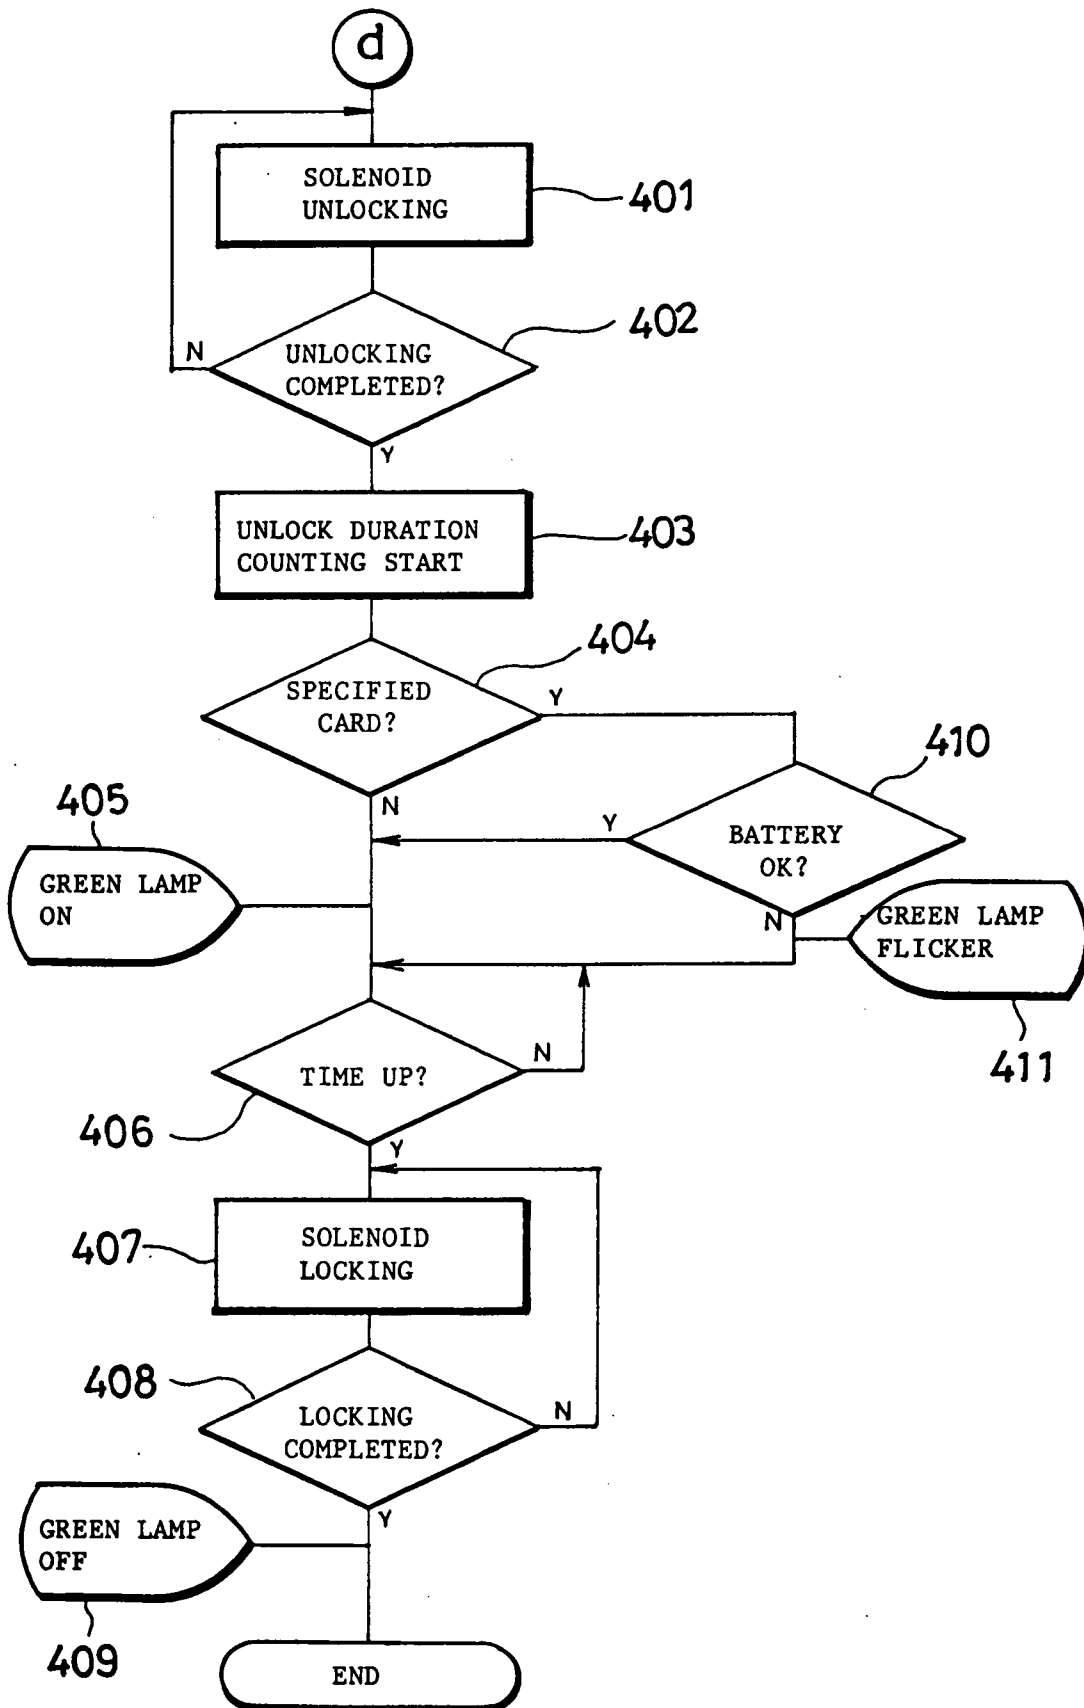 d
SOLENOID
UNLOCKING
401
UNLOCKING
COMPLETED?
402
N
Y
UNLOCK DURATION
COUNTING START
403
404
SPECIFIED
CARD?
Y
N
410
BATTERY
OK?
Y
N
405
GREEN LAMP
ON
GREEN LAMP
FLICKER
411
TIME UP?
N
406
Y
SOLENOID
LOCKING
407
408
LOCKING
COMPLETED?
N
Y
GREEN LAMP
OFF
409
END